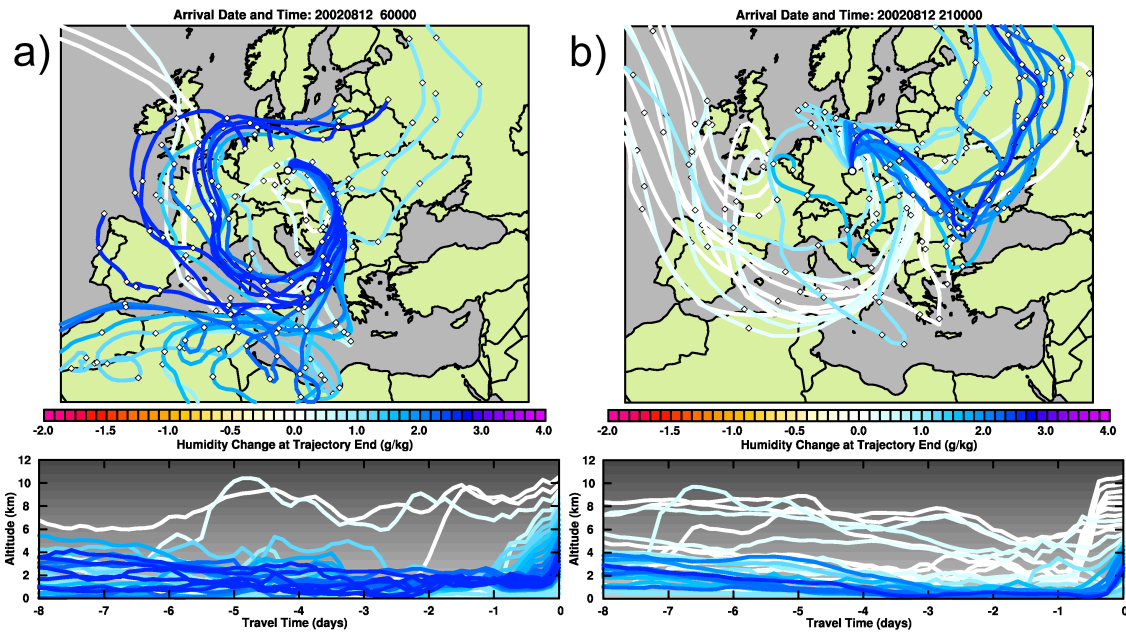 Arrival Date and Time: 20020812 60000
a)
-2.0 -1.5 -1.0 -0.5 0.0 0.5 1.0 2.0 3.0 4.0
Humidity Change at Trajectory End (g/kg)
12
10
8
6
4
2
0
Altitude (km)
-8 -7 -6 -5 -4 -3 -2 -1 0
Travel Time (days)
Arrival Date and Time: 20020812 210000
b)
-2.0 -1.5 -1.0 -0.5 0.0 0.5 1.0 2.0 3.0 4.0
Humidity Change at Trajectory End (g/kg)
12
10
8
6
4
2
0
Altitude (km)
-8 -7 -6 -5 -4 -3 -2 -1 0
Travel Time (days)